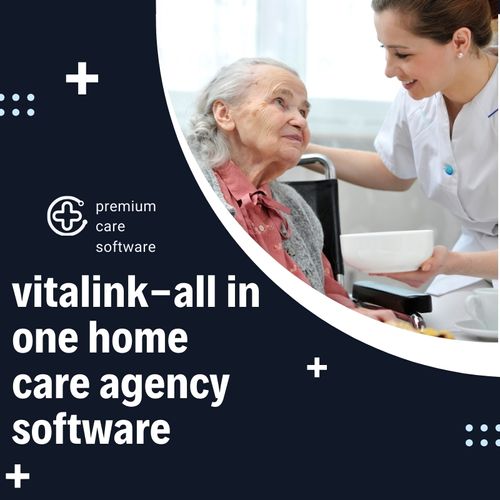 premium
care
software
vitalink-all in
one home
care agency
software